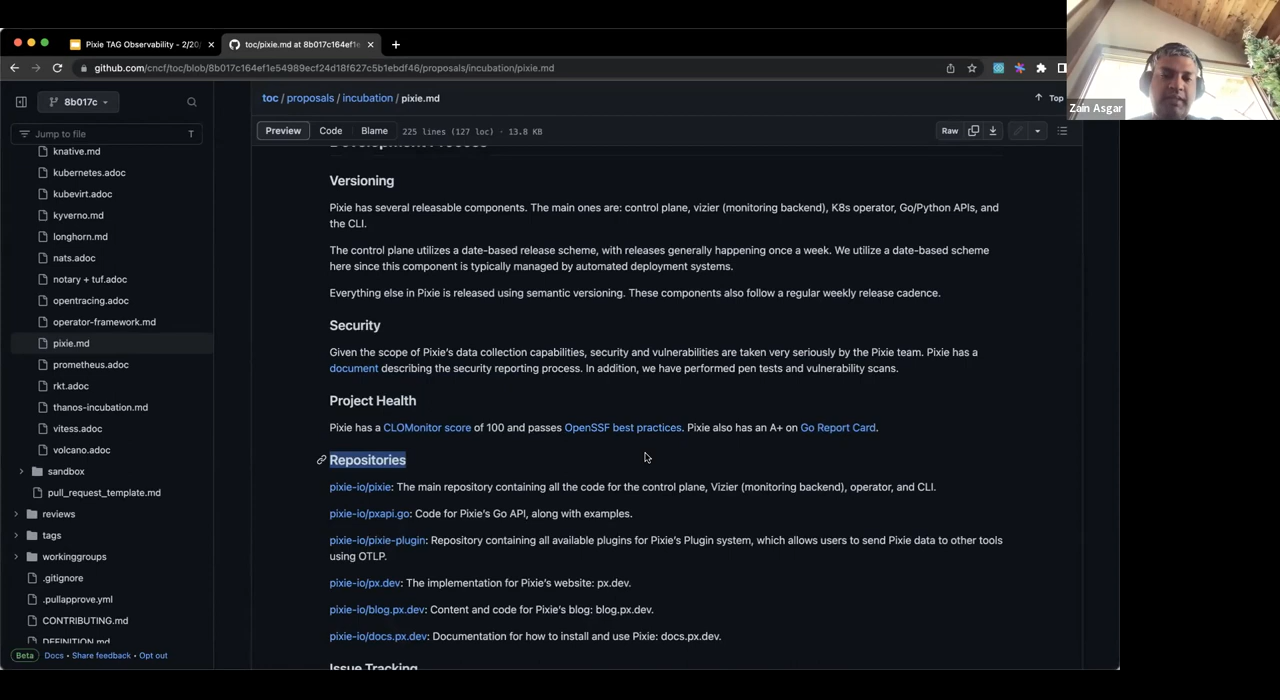 Pixie TAG Observability - 2/20
toc/pixie.md at 8b017c164ef1e
github.com/cncf/toc/blob/8b017c164ef1e54989ecf24d18f627c5b1ebdf46/proposals/incubation/pixie.md
Zain Asgar
8b017c
toc / proposals / incubation / pixie.md
Top
Jump to file
T
Preview
Code
Blame
225 lines (127 loc) · 13.8 KB
Raw
knative.md
kubernetes.adoc
kubevirt.adoc
kyverno.md
longhorn.md
nats.adoc
notary + tuf.adoc
opentracing.adoc
operator-framework.md
pixie.md
prometheus.adoc
rkt.adoc
thanos-incubation.md
vitess.adoc
volcano.adoc
sandbox
pull_request_template.md
reviews
tags
workinggroups
.gitignore
.pullapprove.yml
CONTRIBUTING.md
DEFINITION.md
Beta
Docs • Share feedback • Opt out
Development Process
Versioning
Pixie has several releasable components. The main ones are: control plane, vizier (monitoring backend), K8s operator, Go/Python APIs, and
the CLI.
The control plane utilizes a date-based release scheme, with releases generally happening once a week. We utilize a date-based scheme
here since this component is typically managed by automated deployment systems.
Everything else in Pixie is released using semantic versioning. These components also follow a regular weekly release cadence.
Security
Given the scope of Pixie's data collection capabilities, security and vulnerabilities are taken very seriously by the Pixie team. Pixie has a
document describing the security reporting process. In addition, we have performed pen tests and vulnerability scans.
Project Health
Pixie has a CLOMonitor score of 100 and passes OpenSSF best practices. Pixie also has an A+ on Go Report Card.
Repositories
pixie-io/pixie: The main repository containing all the code for the control plane, Vizier (monitoring backend), operator, and CLI.
pixie-io/pxapi.go: Code for Pixie's Go API, along with examples.
pixie-io/pixie-plugin: Repository containing all available plugins for Pixie's Plugin system, which allows users to send Pixie data to other tools
using OTLP.
pixie-io/px.dev: The implementation for Pixie's website: px.dev.
pixie-io/blog.px.dev: Content and code for Pixie's blog: blog.px.dev.
pixie-io/docs.px.dev: Documentation for how to install and use Pixie: docs.px.dev.
Issue Tracking